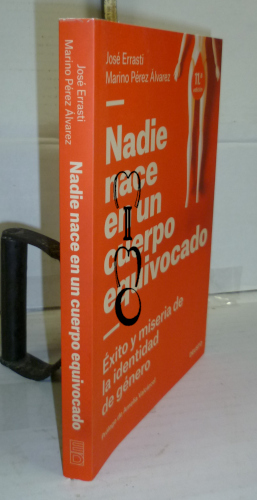 José Errasti
Marino Pérez Álvarez
Nadie nace en un cuerpo equivocado
José Errasti
Marino Pérez Álvarez
Nadie
nace
en un
cuerpo
equivocado
Éxito y miseria de
la identidad
de género